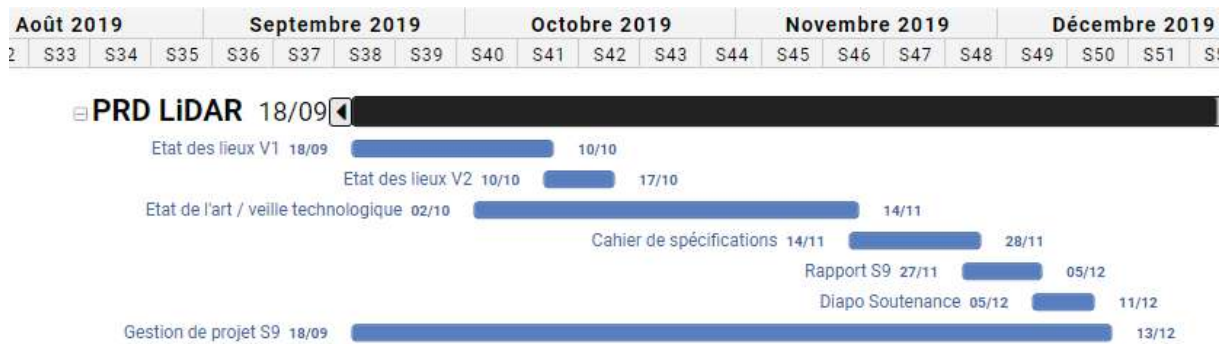 Août 2019 Septembre 2019 Octobre 2019 Novembre 2019 Décembre 2019
2 S33 S34 S35 S36 S37 S38 S39 S40 S41 S42 S43 S44 S45 S46 S47 S48 S49 S50 S51
PRD LiDAR 18/09
Etat des lieux V1 18/09 10/10
Etat des lieux V2 10/10 17/10
Etat de l'art / veille technologique 02/10 14/11
Cahier de spécifications 14/11 28/11
Rapport S9 27/11 05/12
Diapo Soutenance 05/12 11/12
Gestion de projet S9 18/09 13/12